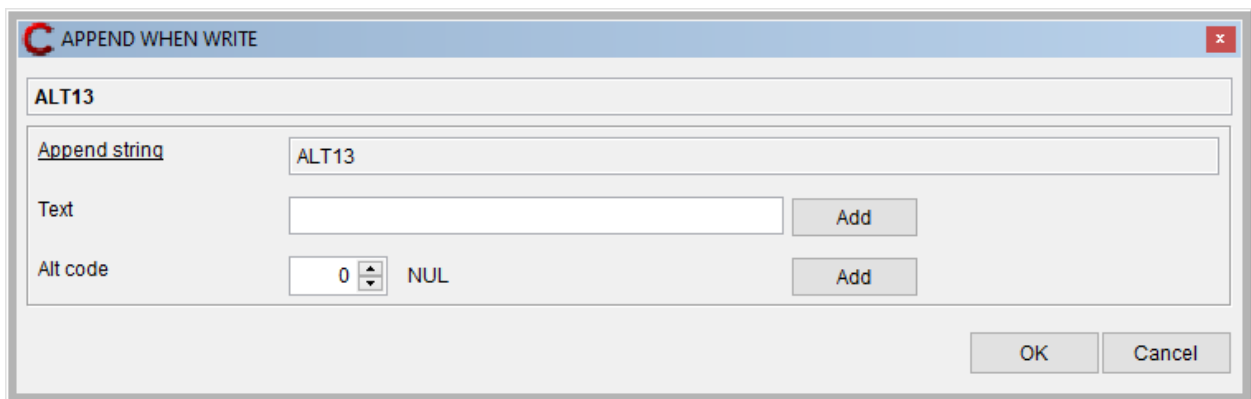 APPEND WHEN WRITE
ALT13
Append string ALT13
Text Add
Alt code 0 NUL Add
OK Cancel